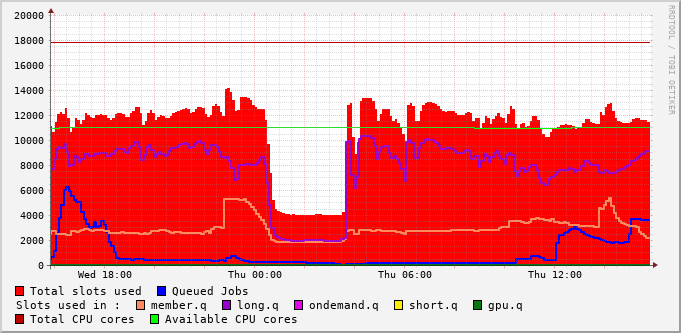 RRDTOOL / TOBI OETIKER
20000
18000
16000
14000
12000
10000
8000
6000
4000
2000
0
Wed 18:00 Thu 00:00 Thu 06:00 Thu 12:00
Total slots used Queued Jobs
Slots used in : member.q long.q ondemand.q short.q gpu.q
Total CPU cores Available CPU cores